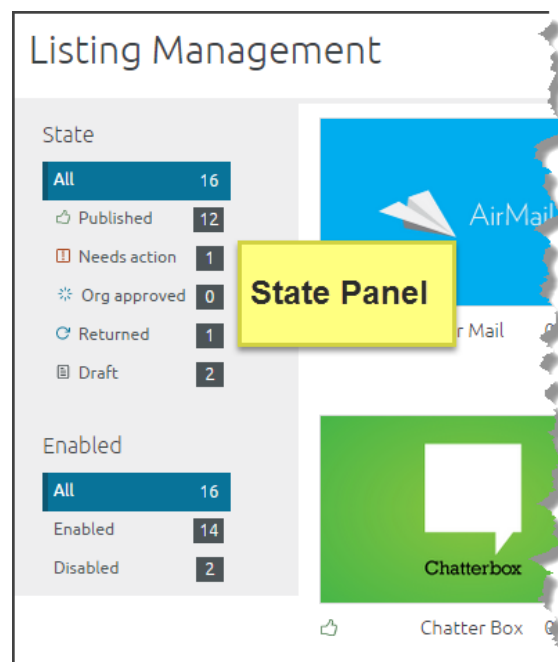 Listing Management
State
All 16
Published 12
Needs action 1
Org approved 0
Returned 1
Draft 2
Enabled
All 16
Enabled 14
Disabled 2
AirMail
State Panel
r Mail
Chatterbox
Chatter Box